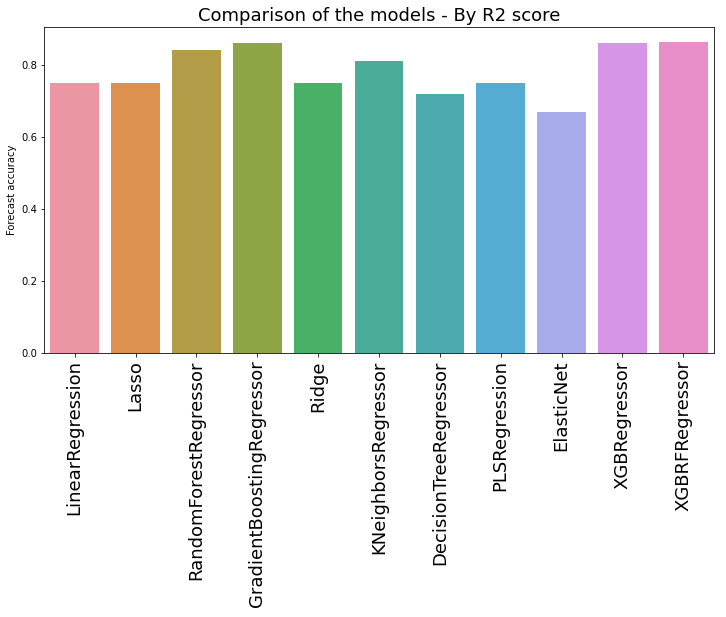 Comparison of the models - By R2 score
Forecast accuracy
0.8
0.6
0.4
0.2
0.0
LinearRegression
Lasso
RandomForestRegressor
GradientBoostingRegressor
Ridge
KNeighborsRegressor
DecisionTreeRegressor
PLSRegression
ElasticNet
XGBRegressor
XGBRFRegressor